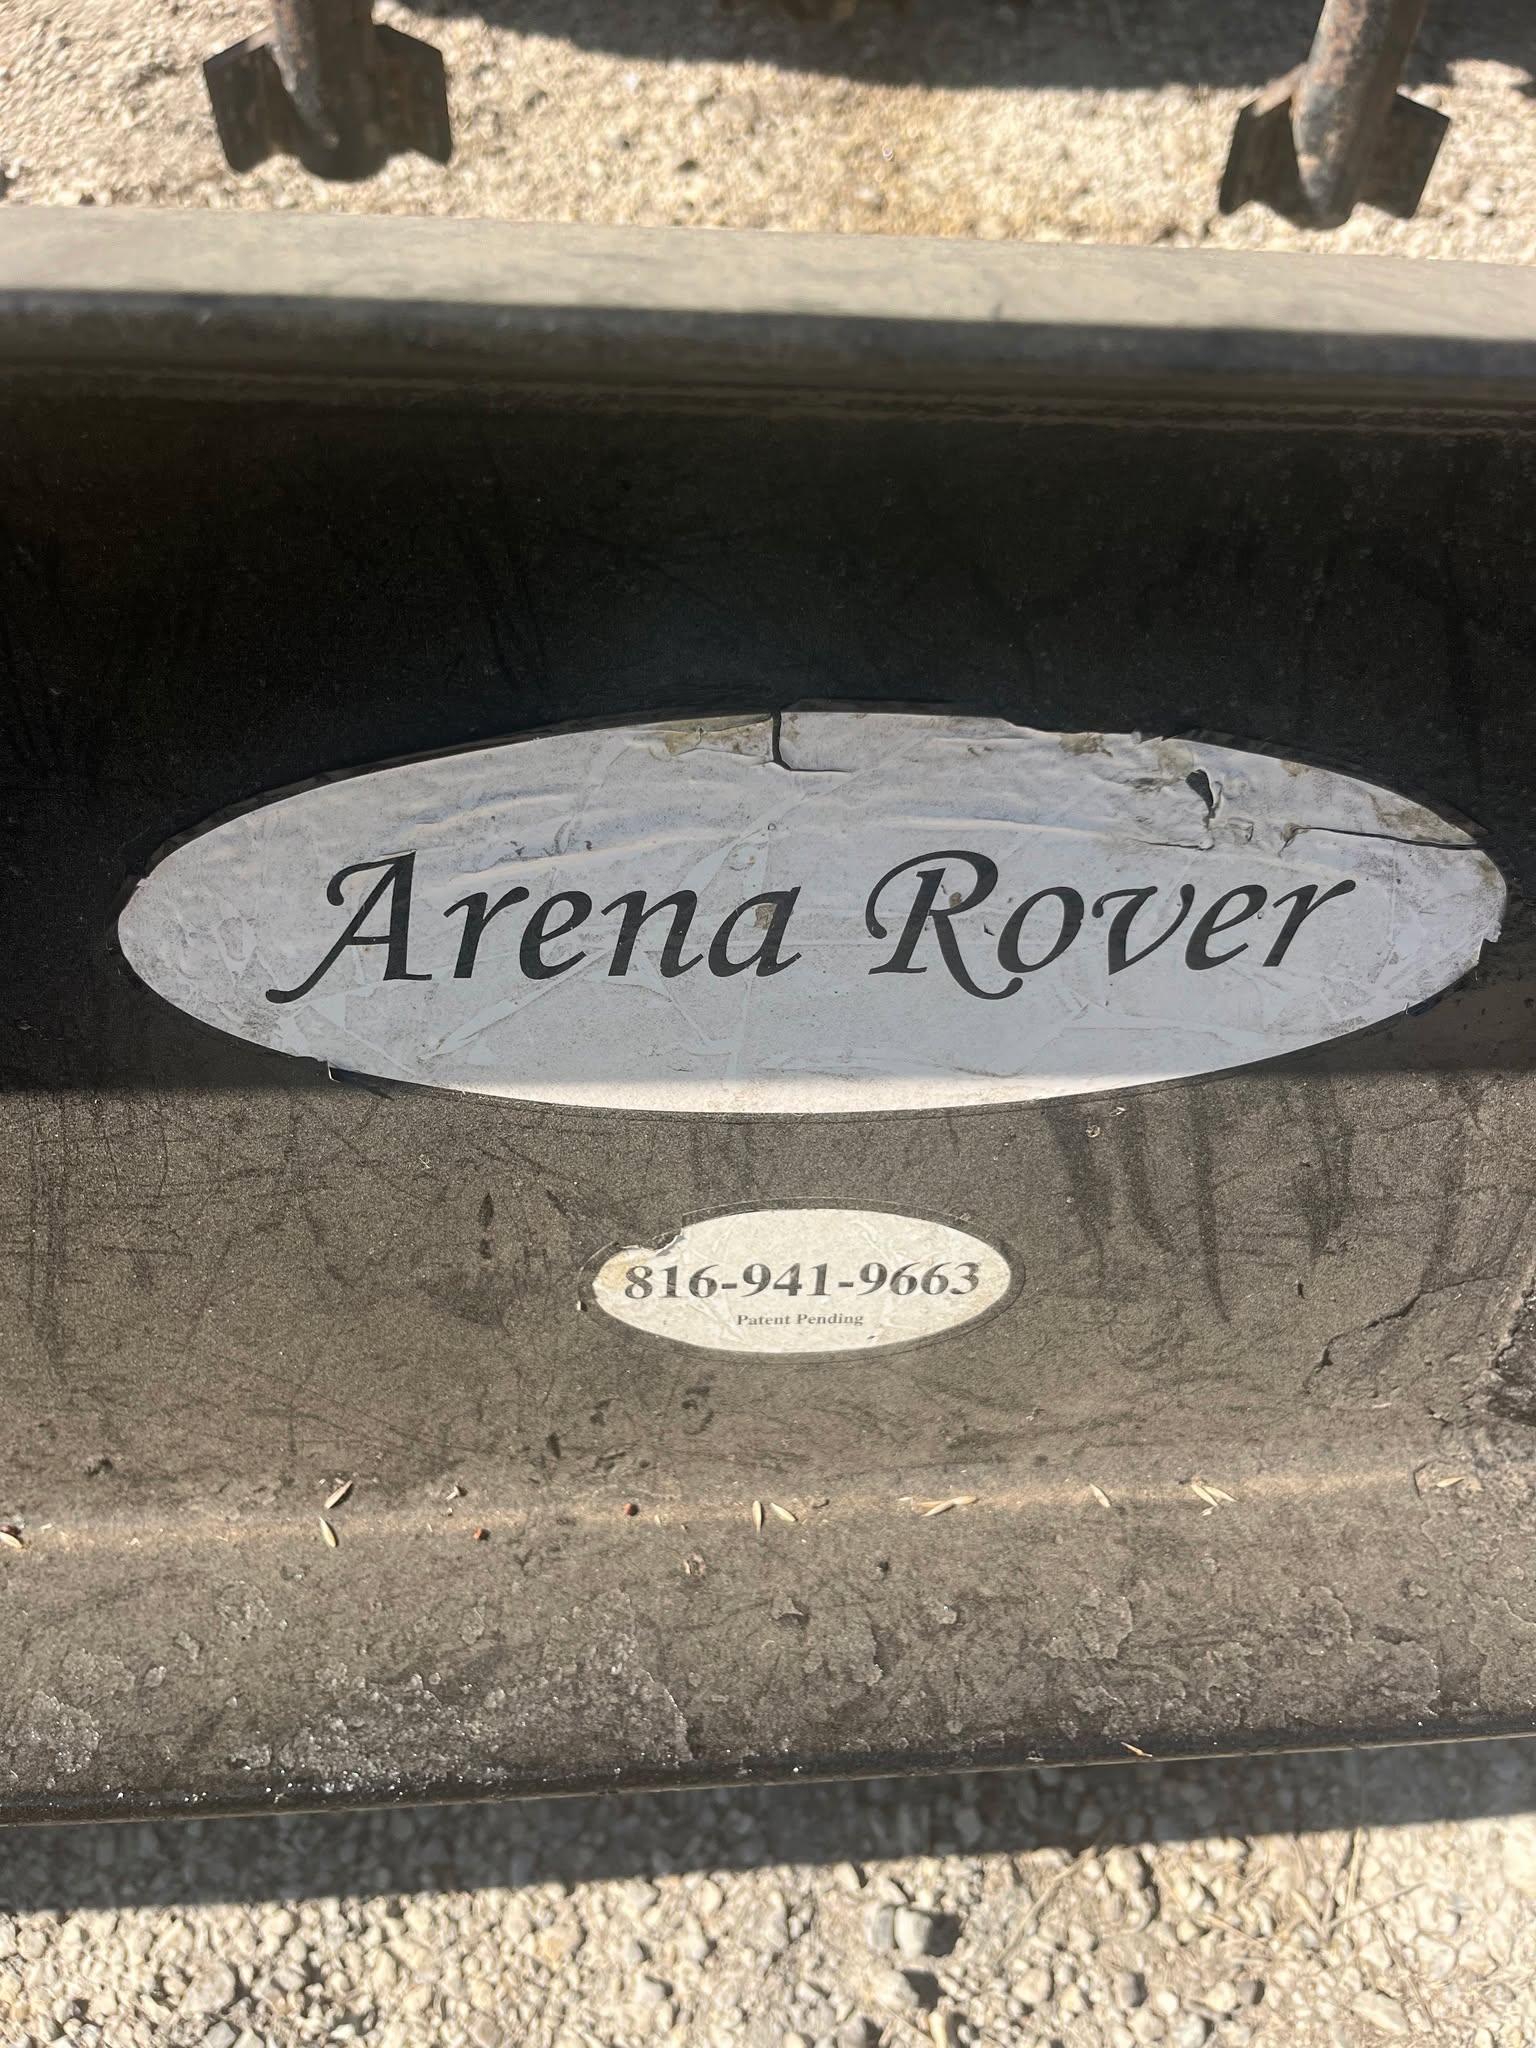 Arena Rover
816-941-9663
Patent Pending